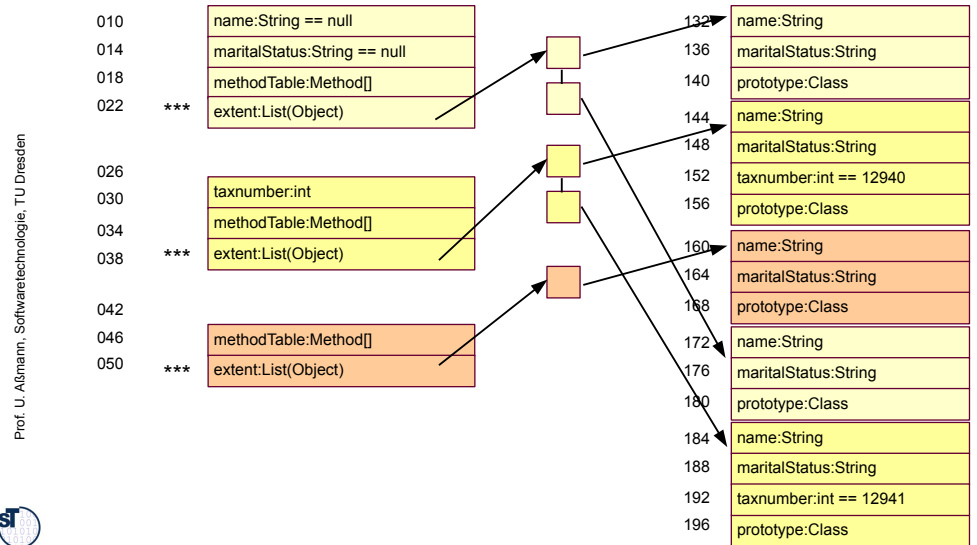 010
name:String == null
014
maritalStatus:String == null
018
methodTable:Method[]
022 *** extent:List(Object)
026
030
taxnumber:int
034
methodTable:Method[]
038 *** extent:List(Object)
042
046
methodTable:Method[]
050 *** extent:List(Object)
132
name:String
136
maritalStatus:String
140
prototype:Class
144
name:String
148
maritalStatus:String
152
taxnumber:int == 12940
156
prototype:Class
160
name:String
164
maritalStatus:String
168
prototype:Class
172
name:String
176
maritalStatus:String
180
prototype:Class
184
name:String
188
maritalStatus:String
192
taxnumber:int == 12941
196
prototype:Class
Prof. U. Aßmann, Softwaretechnologie, TU Dresden
ST